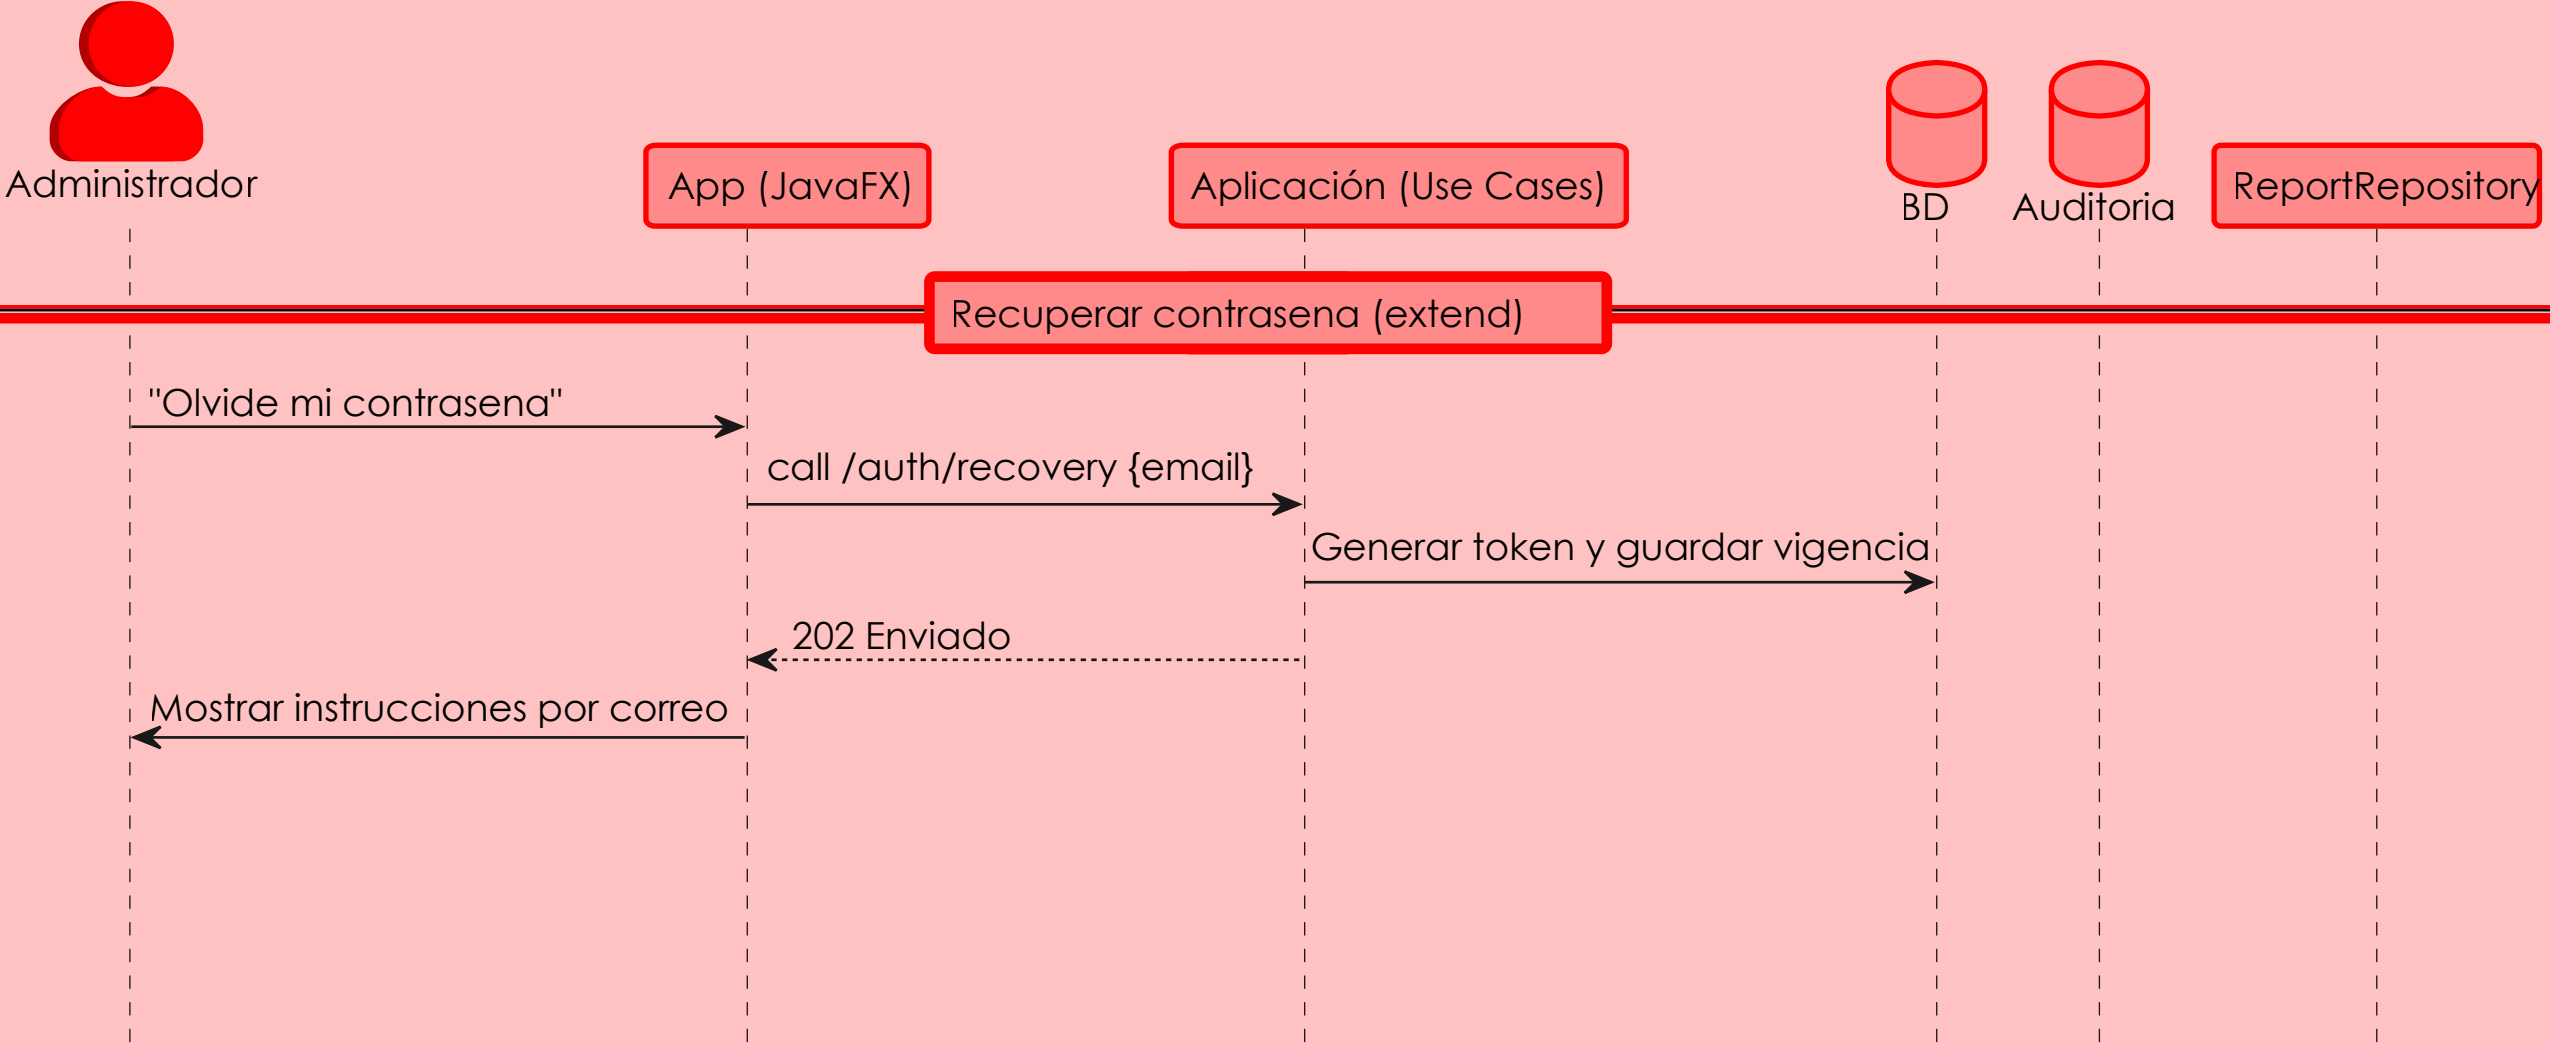 Administrador
App (JavaFX)
Aplicación (Use Cases)
BD
Auditoria
ReportRepository
Recuperar contrasena (extend)
"Olvide mi contrasena"
call /auth/recovery {email}
Generar token y guardar vigencia
202 Enviado
Mostrar instrucciones por correo